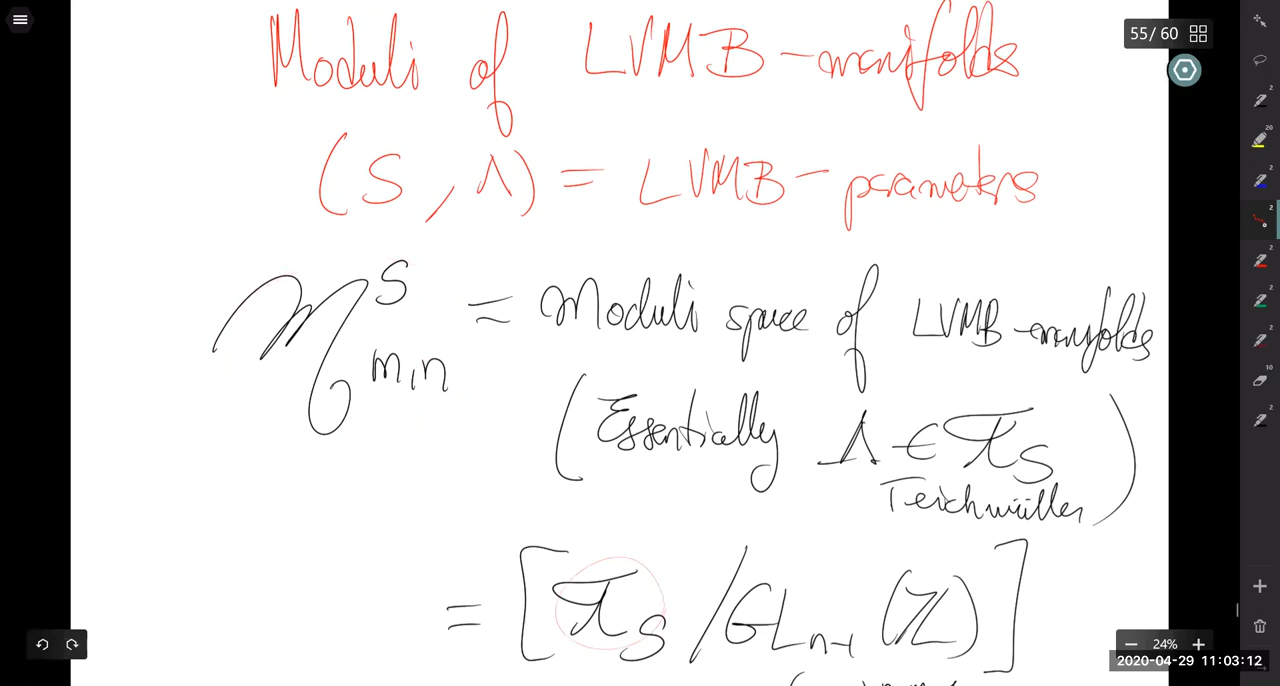 Moduli of LVMB-manifolds
55/ 60
(S, Λ) = LVMB-parameters
M^S_{m,n} = Moduli space of LVMB-manifolds
(Essentially Λ ∈ T_S)
Teichmüller
= [T_S / GL_{n-1}(Z)]
24%
2020-04-29 11:03:12